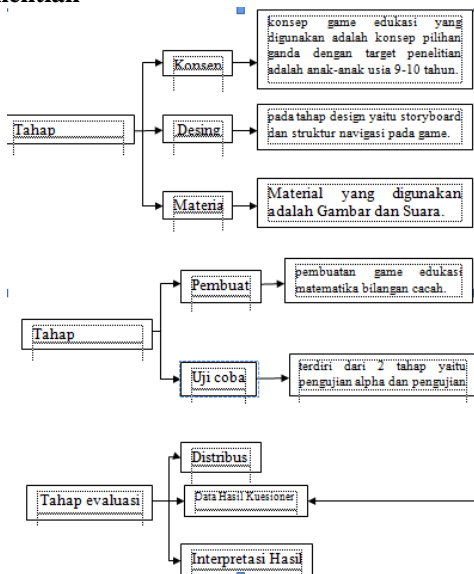 konsep game edukasi yang
digunakan adalah konsep pilihan
ganda dengan target penelitian
adalah anak-anak usia 9-10 tahun.
Konsep
Tahap
Desing
pada tahap design yaitu storyboard
dan struktur navigasi pada game.
Materia
Material yang digunakan
adalah Gambar dan Suara.
Pembuat
pembuatan game edukasi
matematika bilangan cacah.
Tahap
Uji coba
terdiri dari 2 tahap yaitu
pengujian alpha dan pengujian
Distribus
Tahap evaluasi
Data Hasil Kuesioner
Interpretasi Hasil